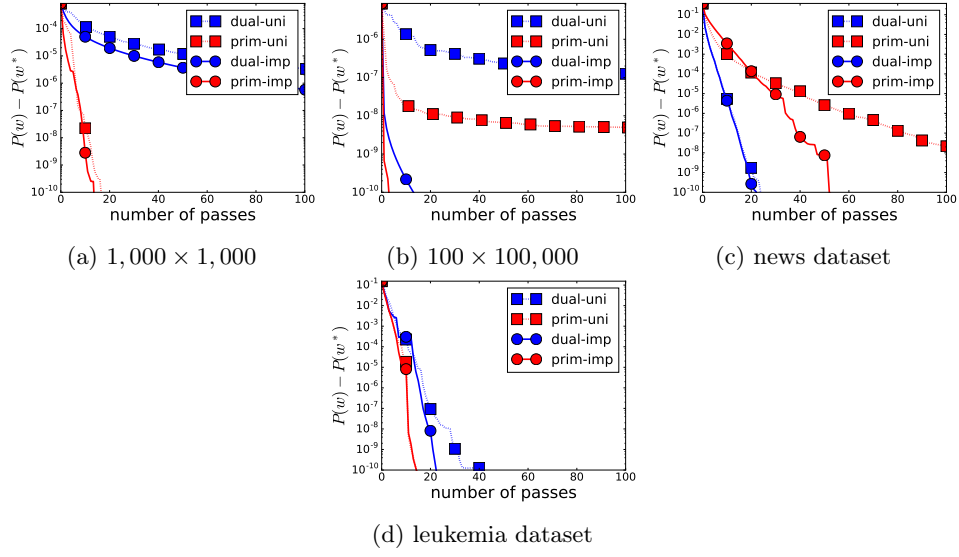 P(w) − P(w*)
10^-4
10^-5
10^-6
10^-7
10^-8
10^-9
10^-10
0 20 40 60 80 100
number of passes
dual-uni
prim-uni
dual-imp
prim-imp
(a) 1,000 × 1,000
P(w) − P(w*)
10^-6
10^-7
10^-8
10^-9
10^-10
0 20 40 60 80 100
number of passes
dual-uni
prim-uni
dual-imp
prim-imp
(b) 100 × 100,000
P(w) − P(w*)
10^-1
10^-2
10^-3
10^-4
10^-5
10^-6
10^-7
10^-8
10^-9
10^-10
0 20 40 60 80 100
number of passes
dual-uni
prim-uni
dual-imp
prim-imp
(c) news dataset
P(w) − P(w*)
10^-1
10^-2
10^-3
10^-4
10^-5
10^-6
10^-7
10^-8
10^-9
10^-10
0 20 40 60 80 100
number of passes
dual-uni
prim-uni
dual-imp
prim-imp
(d) leukemia dataset